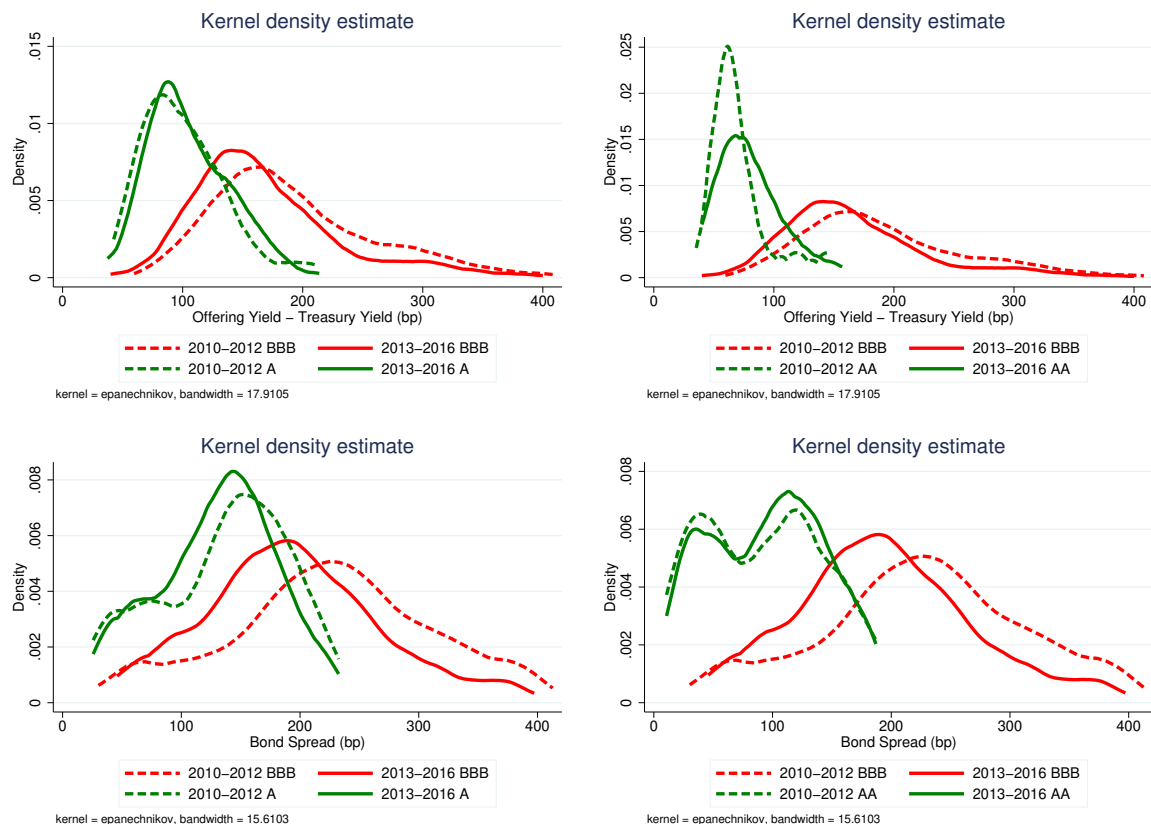 Kernel density estimate
.015
.01
.005
0
Density
0 100 200 300 400
Offering Yield − Treasury Yield (bp)
2010−2012 BBB 2013−2016 BBB
2010−2012 A 2013−2016 A
kernel = epanechnikov, bandwidth = 17.9105
Kernel density estimate
.025
.02
.015
.01
.005
0
Density
0 100 200 300 400
Offering Yield − Treasury Yield (bp)
2010−2012 BBB 2013−2016 BBB
2010−2012 AA 2013−2016 AA
kernel = epanechnikov, bandwidth = 17.9105
Kernel density estimate
.008
.006
.004
.002
0
Density
0 100 200 300 400
Bond Spread (bp)
2010−2012 BBB 2013−2016 BBB
2010−2012 A 2013−2016 A
kernel = epanechnikov, bandwidth = 15.6103
Kernel density estimate
.008
.006
.004
.002
0
Density
0 100 200 300 400
Bond Spread (bp)
2010−2012 BBB 2013−2016 BBB
2010−2012 AA 2013−2016 AA
kernel = epanechnikov, bandwidth = 15.6103